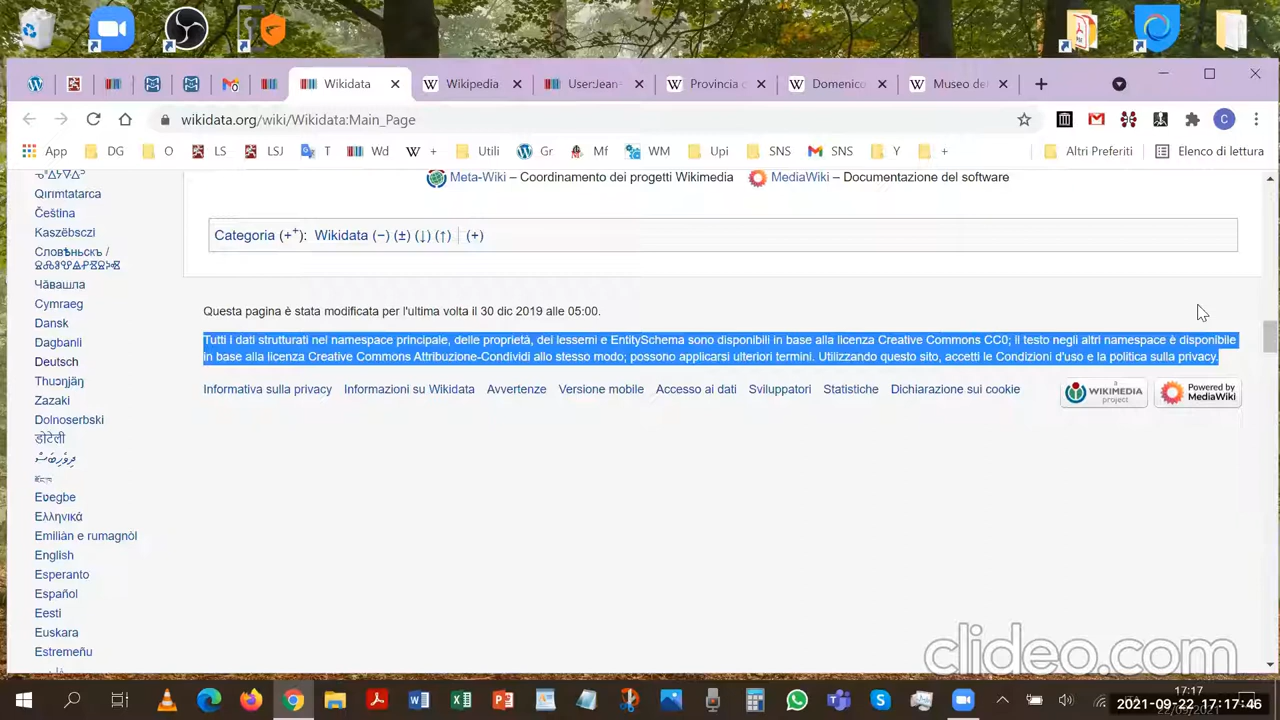 Wikidata
Wikipedia
User:Jean-
Provincia c
Domenico
Museo de
wikidata.org/wiki/Wikidata:Main_Page
App DG O LS LSJ T Wd + Utili Gr Mf WM Upi SNS SNS Y + Altri Preferiti Elenco di lettura
Meta-Wiki – Coordinamento dei progetti Wikimedia MediaWiki – Documentazione del software
Qırımtatarca
Čeština
Kaszëbsczi
Словѣньскъ /
Чӑвашла
Cymraeg
Dansk
Dagbanli
Deutsch
Thuɔŋjäŋ
Zazaki
Dolnoserbski
डोटेली
ދިވެހިބަސް
རྫོང་ཁ
Eʋegbe
Ελληνικά
Emiliàn e rumagnòl
English
Esperanto
Español
Eesti
Euskara
Estremeñu
Categoria (+⁺): Wikidata (−) (±) (↓) (↑) | (+)
Questa pagina è stata modificata per l'ultima volta il 30 dic 2019 alle 05:00.
Tutti i dati strutturati nel namespace principale, delle proprietà, dei lessemi e EntitySchema sono disponibili in base alla licenza Creative Commons CC0; il testo negli altri namespace è disponibile
in base alla licenza Creative Commons Attribuzione-Condividi allo stesso modo; possono applicarsi ulteriori termini. Utilizzando questo sito, accetti le Condizioni d'uso e la politica sulla privacy.
Informativa sulla privacy Informazioni su Wikidata Avvertenze Versione mobile Accesso ai dati Sviluppatori Statistiche Dichiarazione sui cookie
A WIKIMEDIA project
Powered by MediaWiki
clideo.com
17:17
2021-09-22 17:17:46